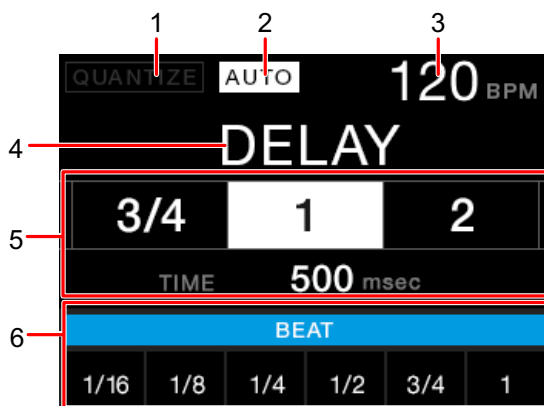 1 2 3
QUANTIZE AUTO 120 BPM
4 DELAY
5 3/4 1 2
TIME 500 msec
6 BEAT
1/16 1/8 1/4 1/2 3/4 1